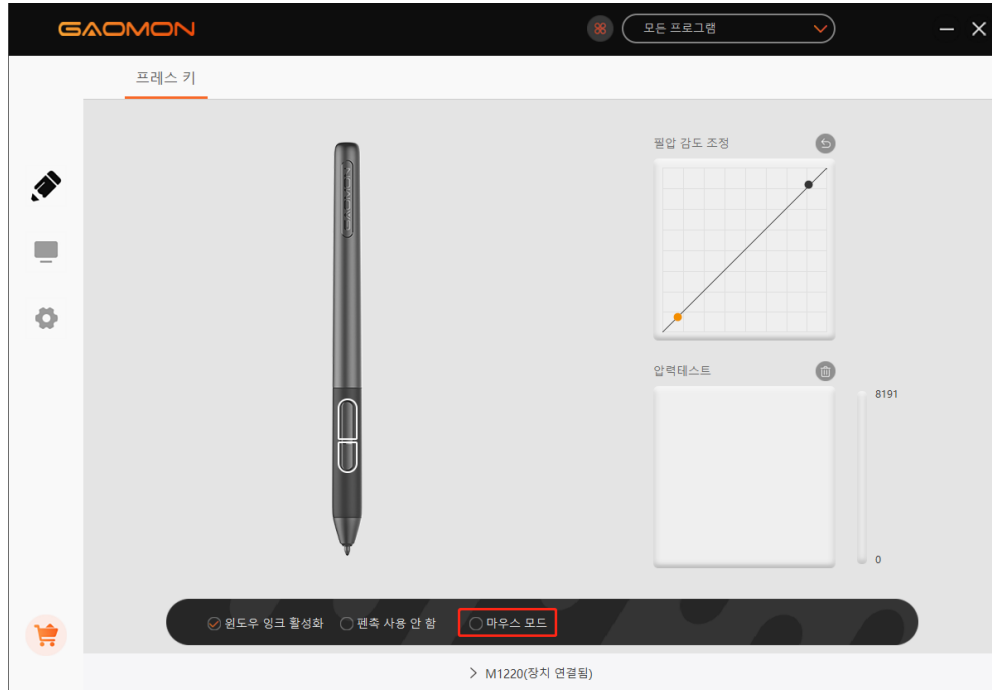 GAOMON
모든 프로그램
프레스 키
필압 감도 조정
GAOMON
압력테스트
8191
0
윈도우 잉크 활성화 펜촉 사용 안 함 마우스 모드
M1220(장치 연결됨)